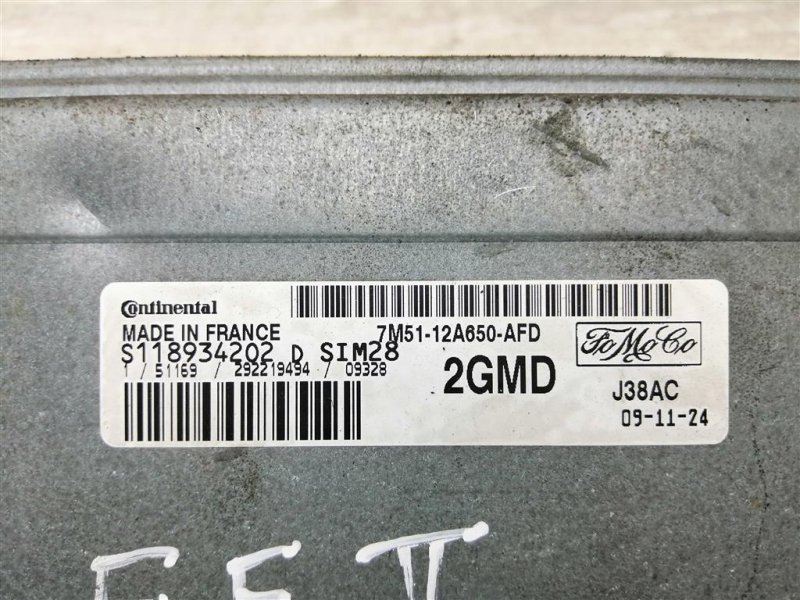 Continental
MADE IN FRANCE 7M51-12A650-AFD
S118934202 D SIM28
1 / 51169 / 292219494 / 09328
2GMD
FoMoCo
J38AC
09-11-24
F F II